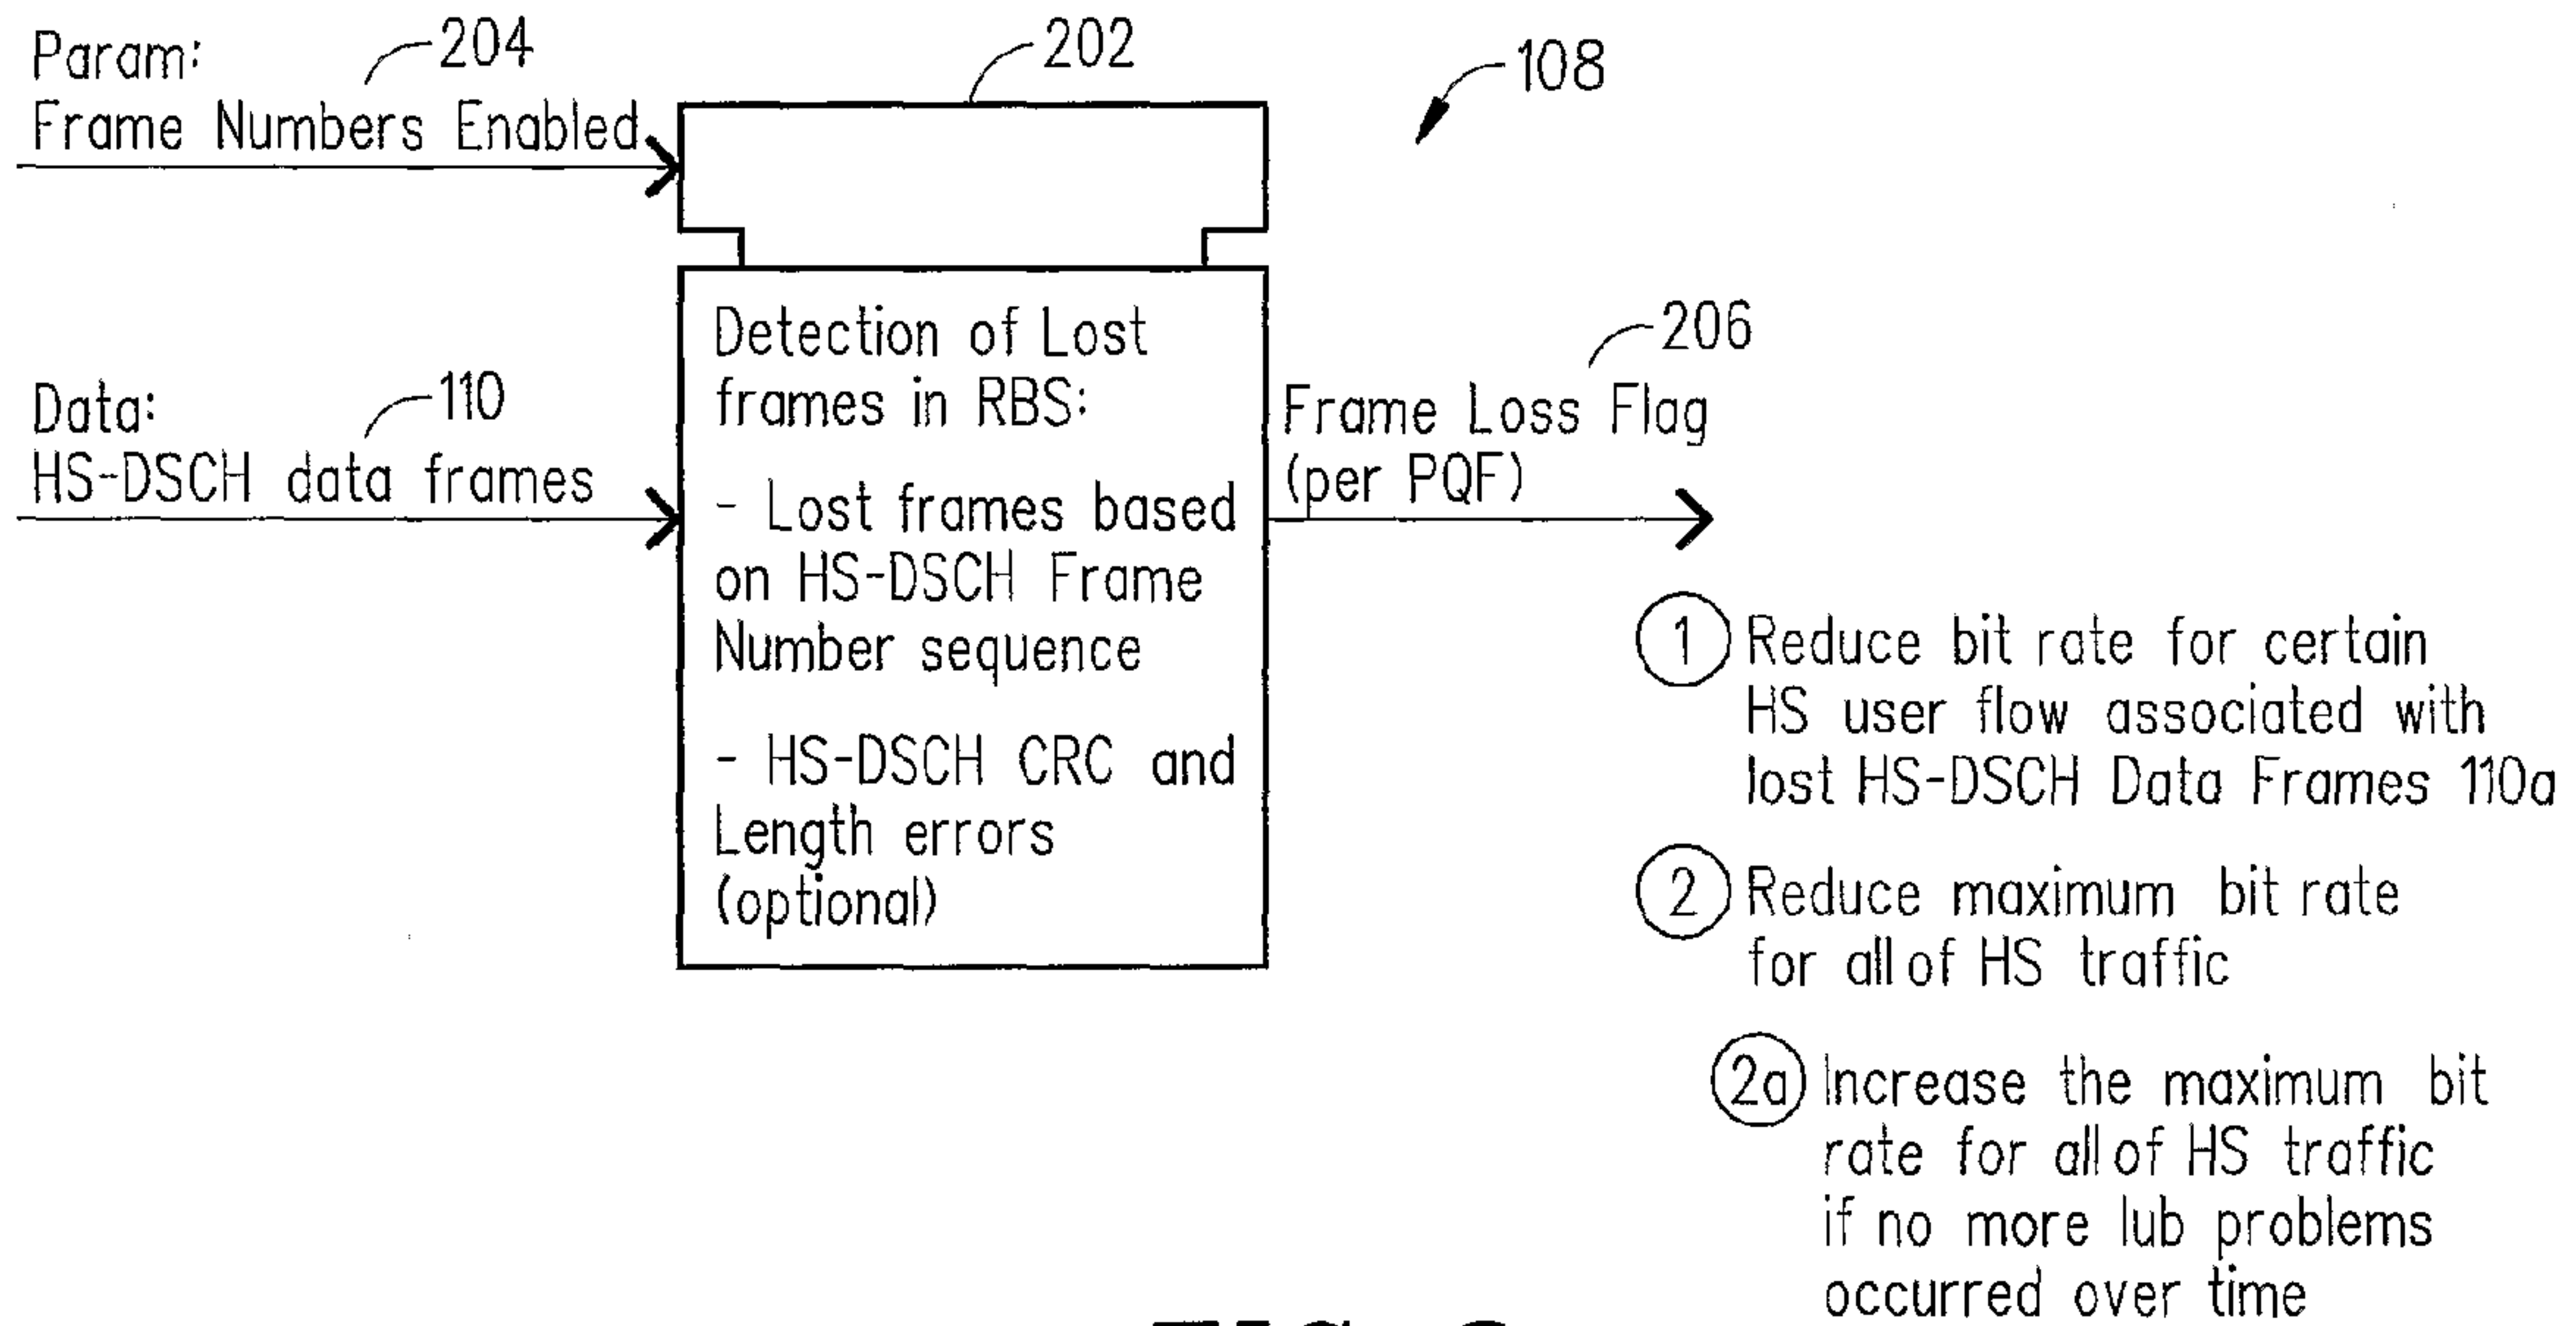 Param:
204
Frame Numbers Enabled
202
108
Data:
110
HS-DSCH data frames
Detection of Lost
frames in RBS:
- Lost frames based
on HS-DSCH Frame
Number sequence
- HS-DSCH CRC and
Length errors
(optional)
206
Frame Loss Flag
(per PQF)
1 Reduce bit rate for certain
HS user flow associated with
lost HS-DSCH Data Frames 110a
2 Reduce maximum bit rate
for all of HS traffic
2a Increase the maximum bit
rate for all of HS traffic
if no more Iub problems
occurred over time